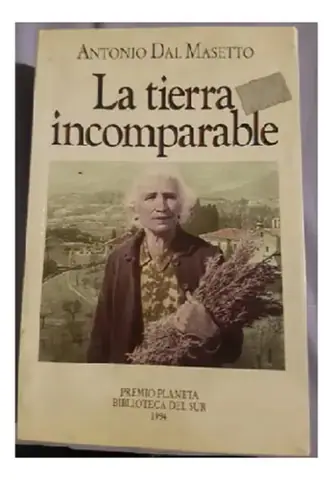 ANTONIO DAL MASETTO
La tierra
incomparable
PREMIO PLANETA
BIBLIOTECA DEL SUR
1994